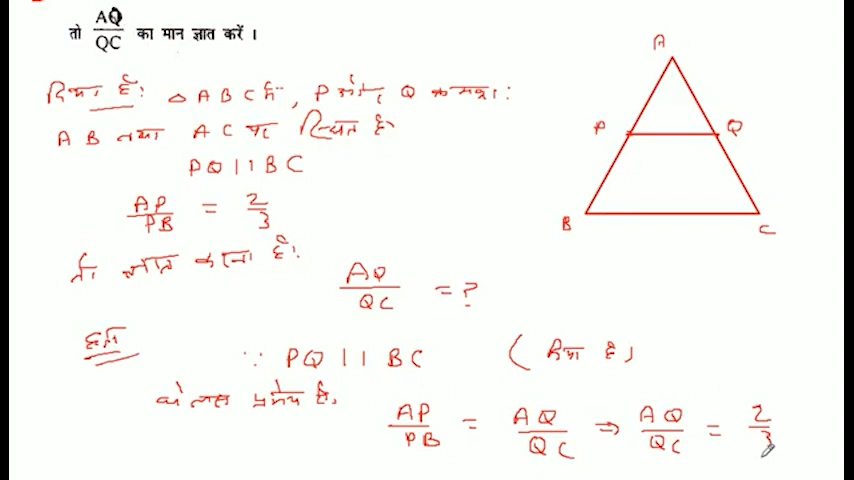 तो AQ/QC का मान ज्ञात करें ।
दिया है: △ABC में, P और Q क्रमश:
AB तथा AC पर स्थित है
PQ || BC
AP/PB = 2/3
तो ज्ञात करना है।
AQ/QC = ?
हल
∵ PQ || BC (दिया है)
थेल्स प्रमेय से,
AP/PB = AQ/QC ⇒ AQ/QC = 2/3
A
P Q
B C